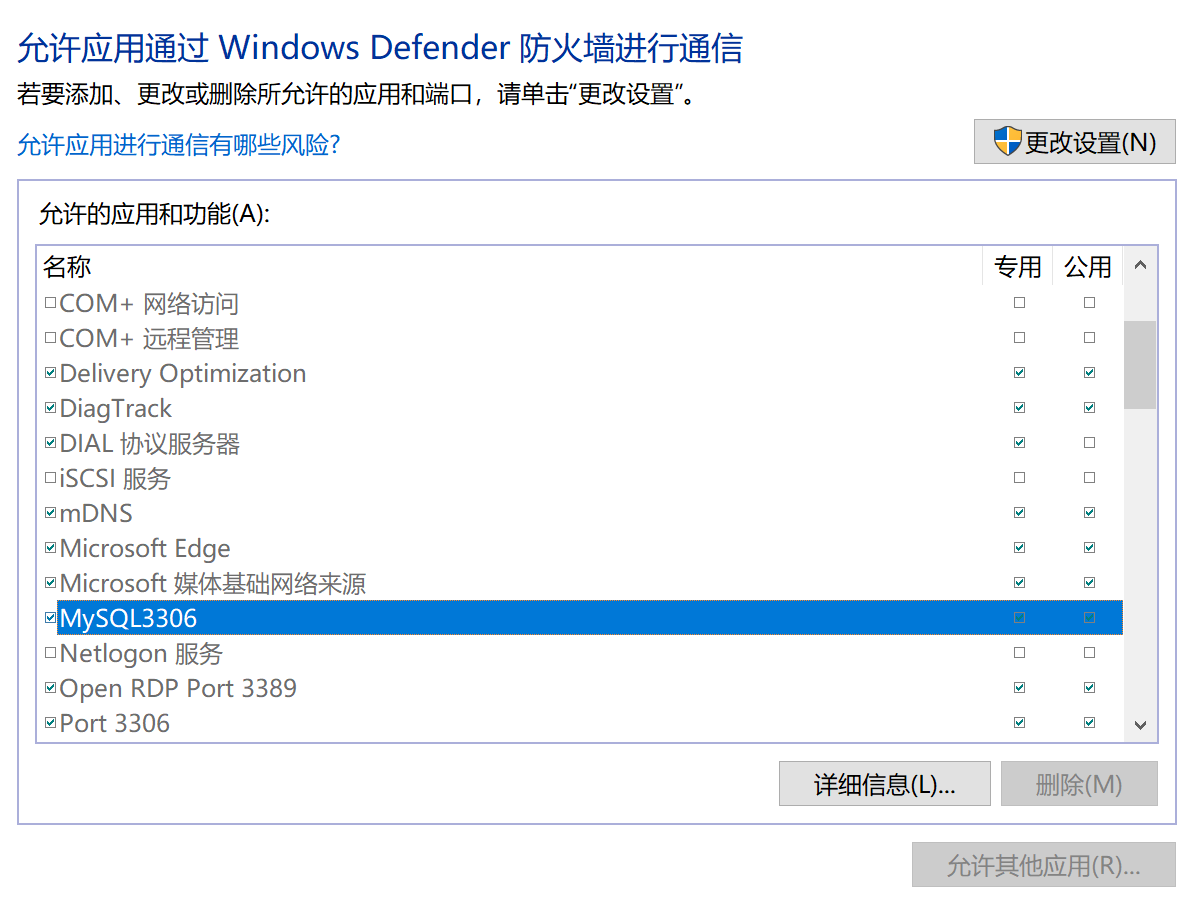 允许应用通过 Windows Defender 防火墙进行通信
若要添加、更改或删除所允许的应用和端口，请单击“更改设置”。
允许应用进行通信有哪些风险?
更改设置(N)
允许的应用和功能(A):
名称 专用 公用
COM+ 网络访问
COM+ 远程管理
Delivery Optimization
DiagTrack
DIAL 协议服务器
iSCSI 服务
mDNS
Microsoft Edge
Microsoft 媒体基础网络来源
MySQL3306
Netlogon 服务
Open RDP Port 3389
Port 3306
详细信息(L)... 删除(M)
允许其他应用(R)...